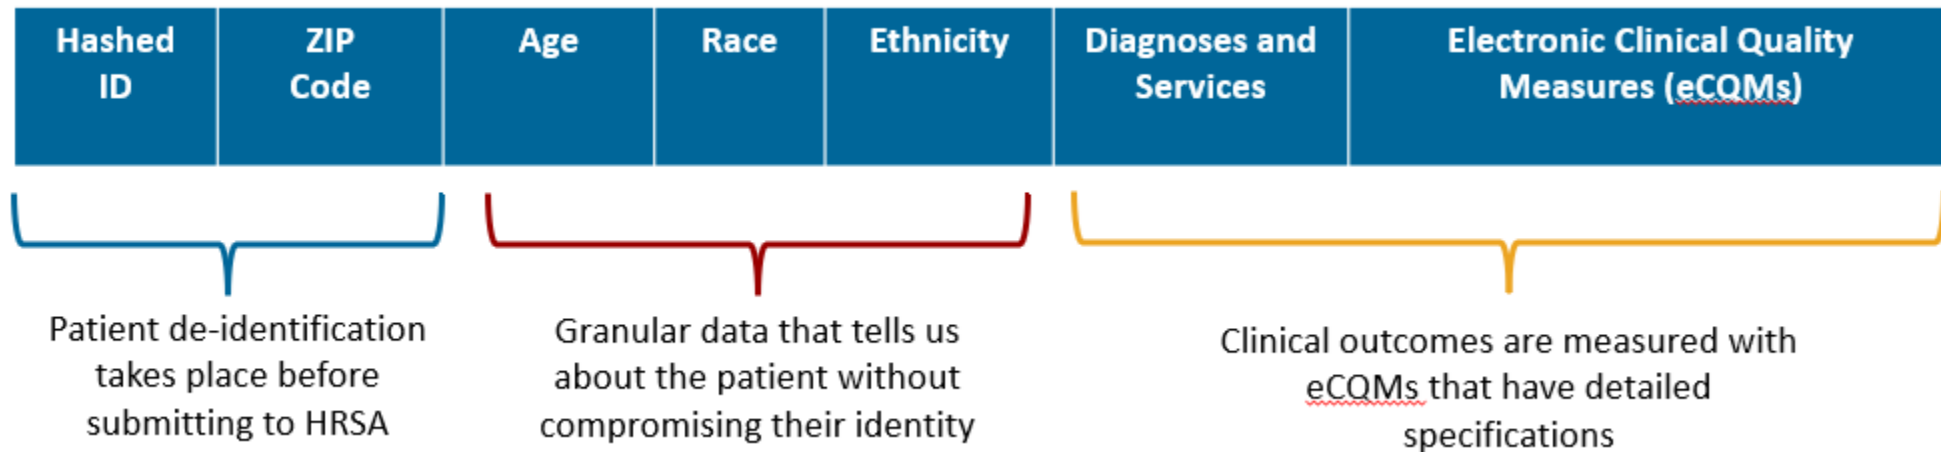 Hashed
ID
ZIP
Code
Age
Race
Ethnicity
Diagnoses and
Services
Electronic Clinical Quality
Measures (eCQMs)
Patient de-identification
takes place before
submitting to HRSA
Granular data that tells us
about the patient without
compromising their identity
Clinical outcomes are measured with
eCQMs that have detailed
specifications